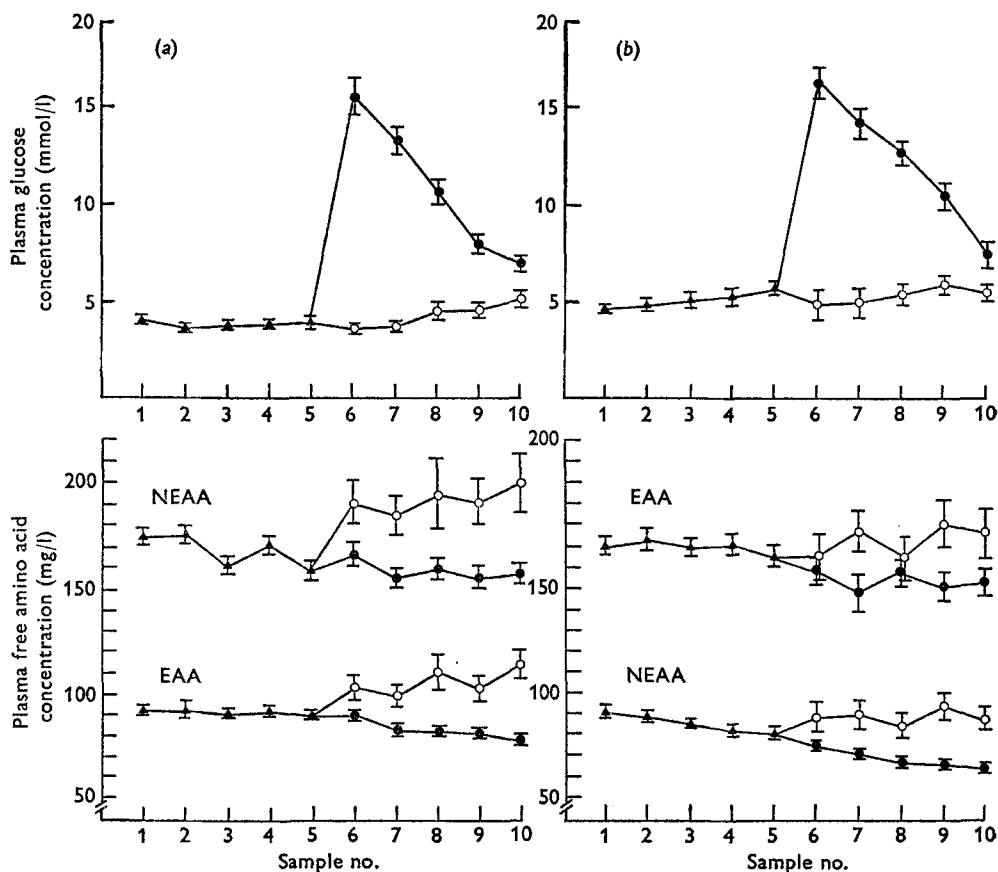 (a)
Plasma glucose
concentration (mmol/l)
20
15
10
5
1 2 3 4 5 6 7 8 9 10
(b)
20
15
10
5
1 2 3 4 5 6 7 8 9 10
Plasma free amino acid
concentration (mg/l)
200
150
100
50
NEAA
EAA
1 2 3 4 5 6 7 8 9 10
Sample no.
200
150
100
50
EAA
NEAA
1 2 3 4 5 6 7 8 9 10
Sample no.